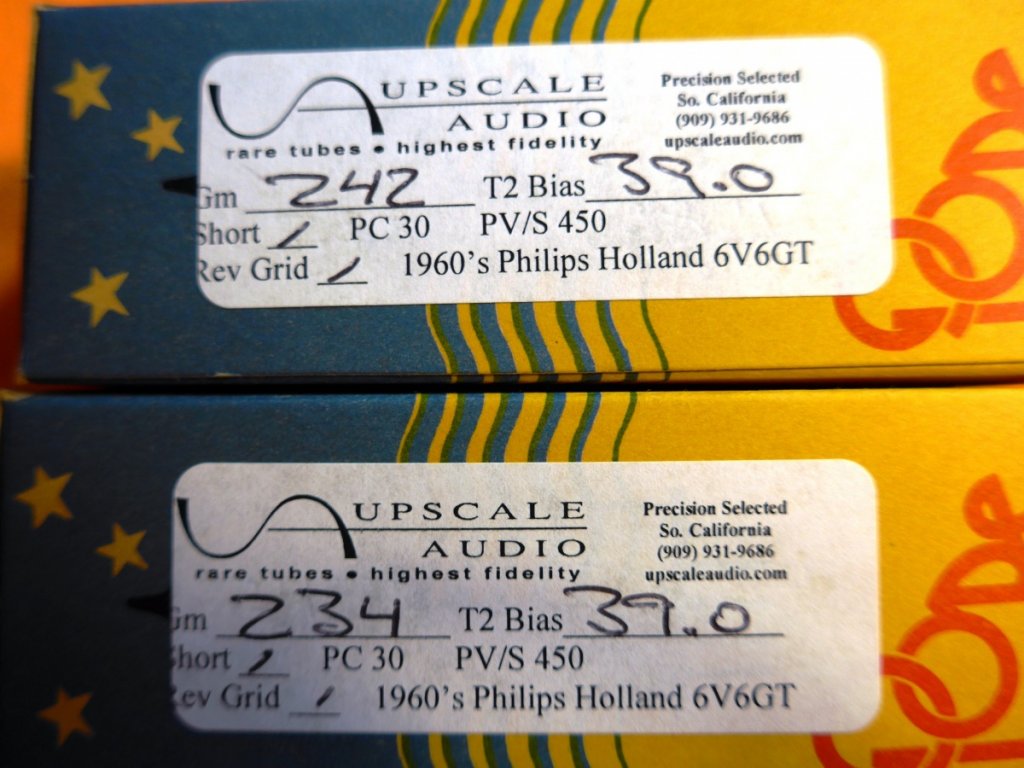 UPSCALE
AUDIO
rare tubes • highest fidelity
Precision Selected
So. California
(909) 931-9686
upscaleaudio.com
Gm 242 T2 Bias 39.0
Short / PC 30 PV/S 450
Rev Grid / 1960's Philips Holland 6V6GT
UPSCALE
AUDIO
rare tubes • highest fidelity
Precision Selected
So. California
(909) 931-9686
upscaleaudio.com
Gm 234 T2 Bias 39.0
Short / PC 30 PV/S 450
Rev Grid / 1960's Philips Holland 6V6GT